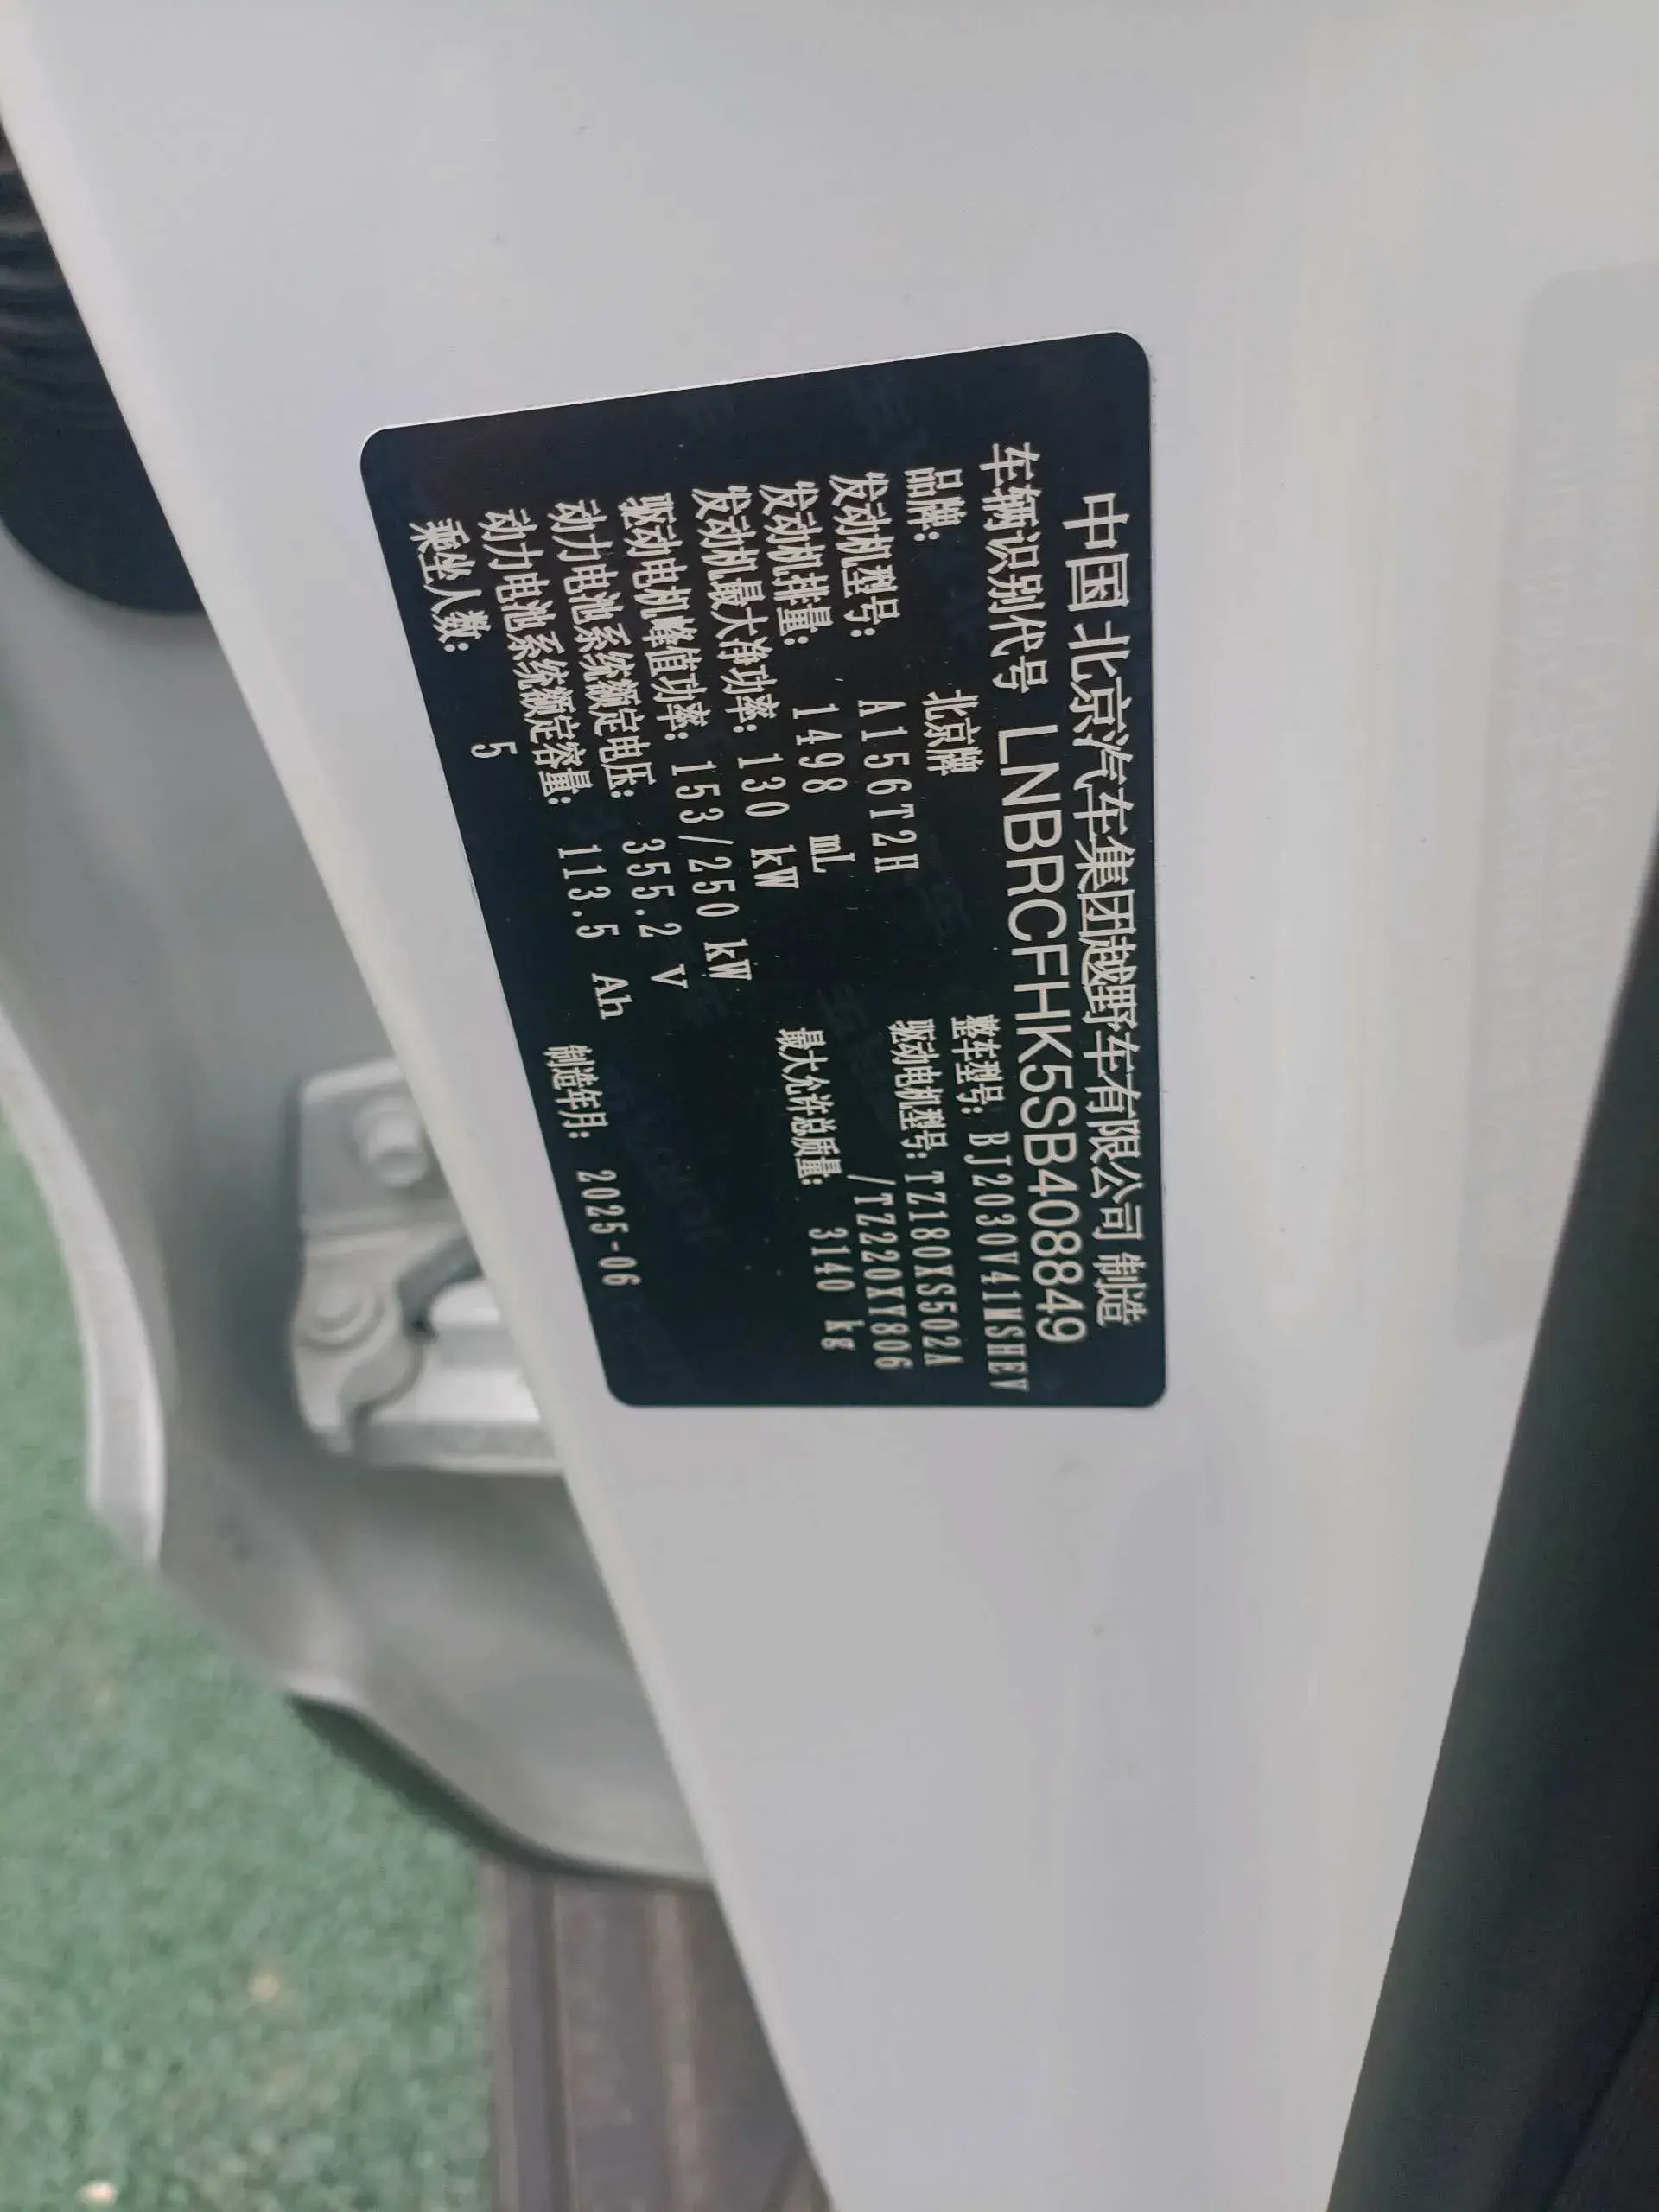 中国 北京汽车集团越野车有限公司 制造
车辆识别代号 LNBRCFHK5SB408849
品牌: 北京牌 整车型号: BJ2030V41MSHEV
发动机型号: A156T2H 驱动电机型号: TZ180XS502A
/TZ220XY806
发动机排量: 1498 mL 最大允许总质量: 3140 kg
发动机最大净功率: 130 kW
驱动电机峰值功率: 153/250 kW
动力电池系统额定电压: 355.2 V
动力电池系统额定容量: 113.5 Ah 制造年月: 2025-06
乘坐人数: 5